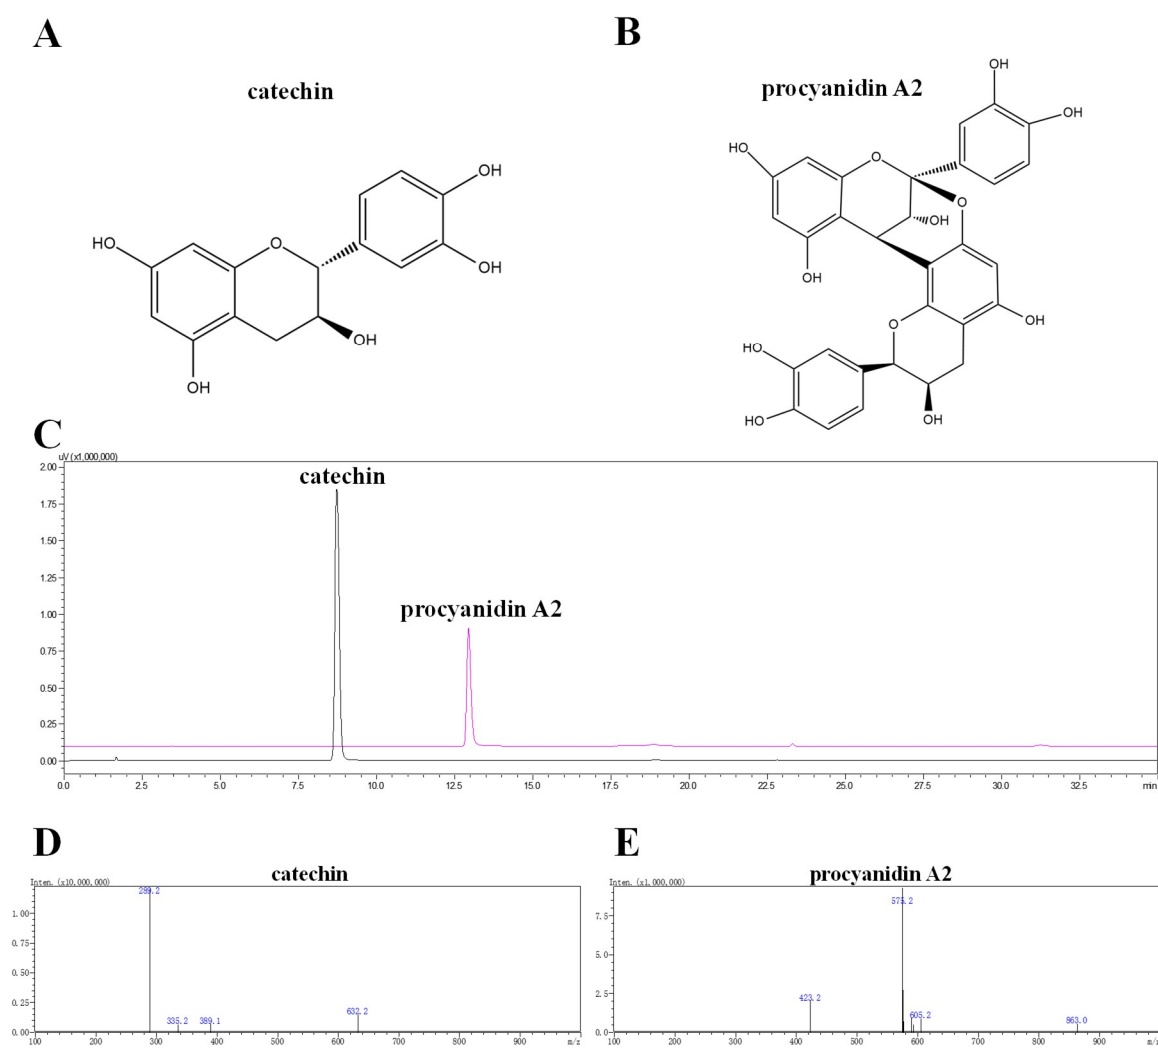 A
B
catechin
procyanidin A2
OH
OH
HO
O
OH
OH
OH
OH
HO
O
O
OH
OH
O
OH
HO
HO
OH
C
uV (x1,000,000)
2.00
catechin
1.75
1.50
1.25
1.00
procyanidin A2
0.75
0.50
0.25
0.00
0.0 2.5 5.0 7.5 10.0 12.5 15.0 17.5 20.0 22.5 25.0 27.5 30.0 32.5 min
D
E
catechin
procyanidin A2
Inten. (x10,000,000)
289.2
1.00
0.75
0.50
0.25
0.00
335.2
389.1
632.2
100 200 300 400 500 600 700 800 900 m/z
Inten. (x1,000,000)
575.2
7.5
5.0
2.5
0.0
423.2
605.2
863.0
100 200 300 400 500 600 700 800 900 m/z